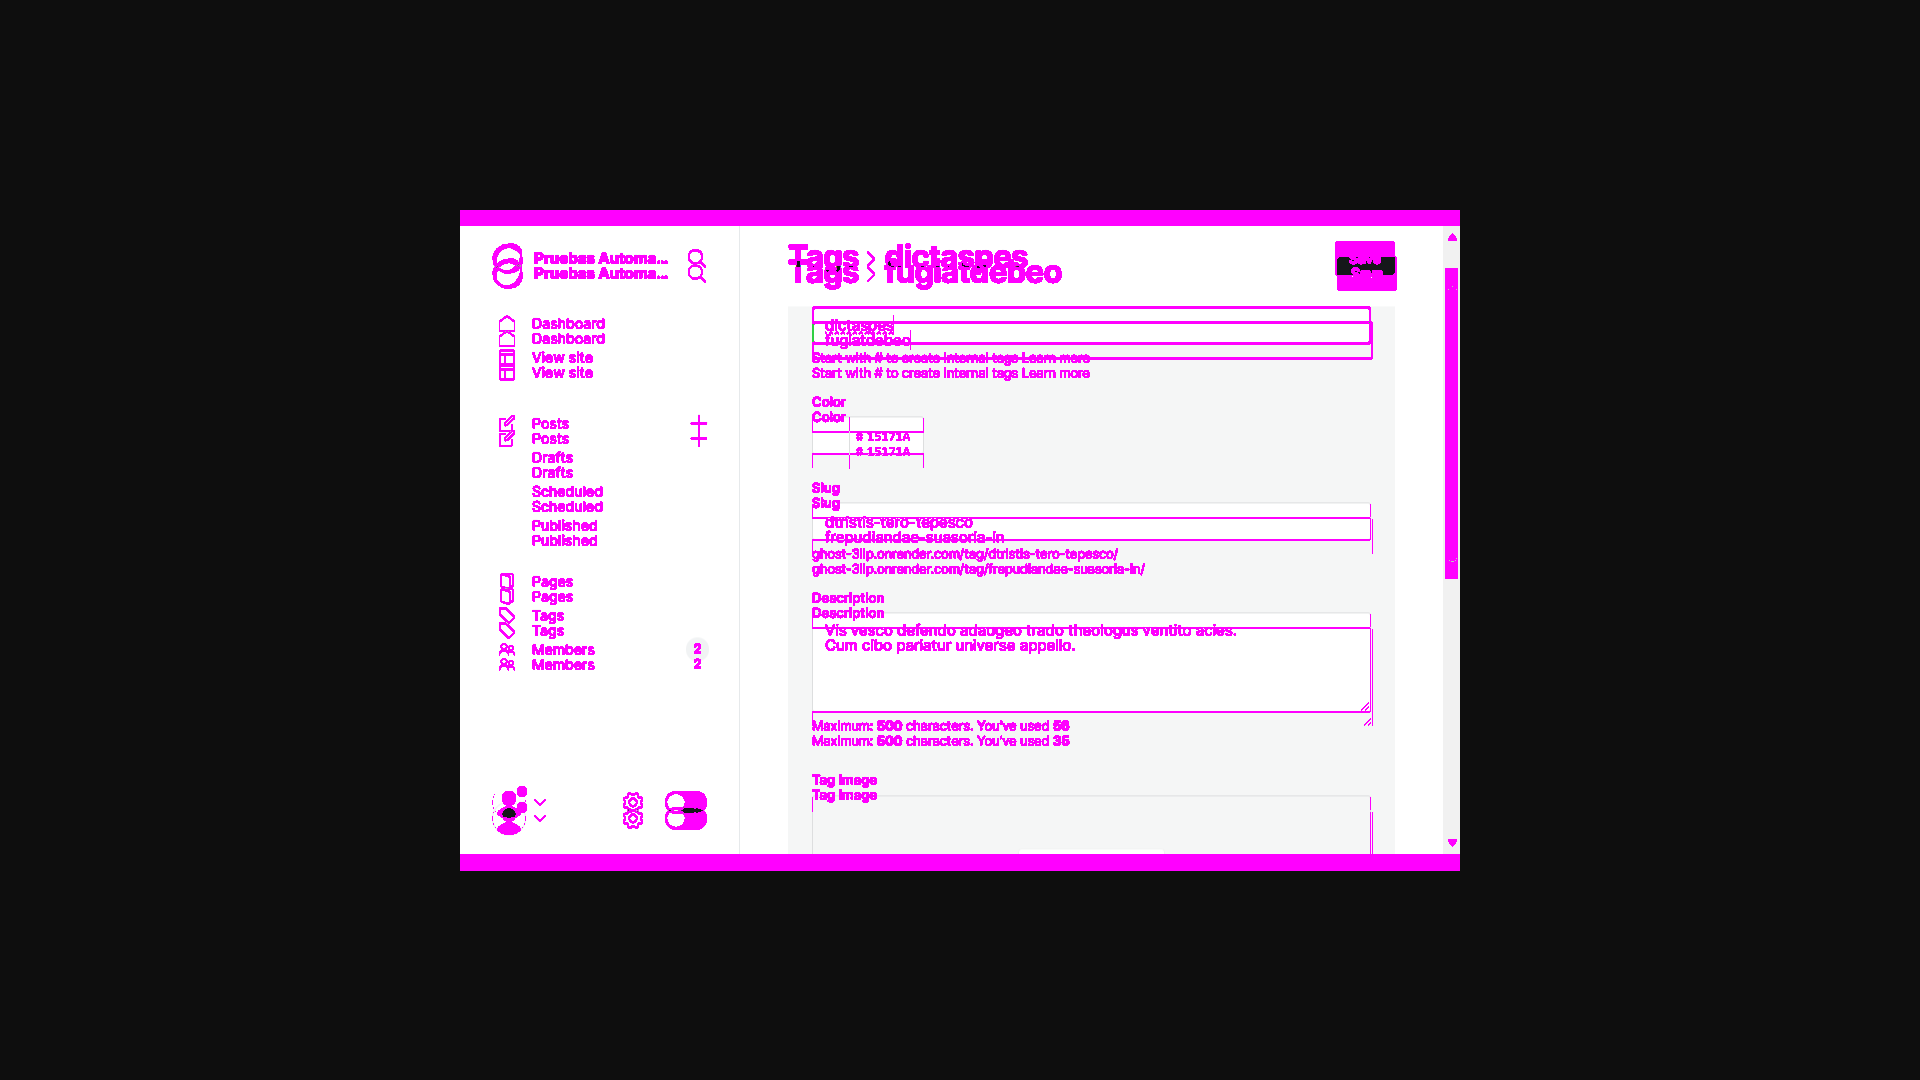 Pruebas Automa...
Pruebas Automa...
Dashboard
Dashboard
View site
View site
Posts
Posts
Drafts
Drafts
Scheduled
Scheduled
Published
Published
Pages
Pages
Tags
Tags
Members 2
Members 2
Tags › dictaspes
Tags › fugiatdebeo
dictaspes
fugiatdebeo
Start with # to create internal tags Learn more
Start with # to create internal tags Learn more
Color
Color
# 15171A
# 15171A
Slug
Slug
dtristis-tero-tepesco
frepudiandae-suasoria-in
ghost-3lip.onrender.com/tag/dtristis-tero-tepesco/
ghost-3lip.onrender.com/tag/frepudiandae-suasoria-in/
Description
Description
Vis vesco defendo adaugeo trado theologus ventito acies.
Cum cibo pariatur universe appello.
Maximum: 500 characters. You've used 56
Maximum: 500 characters. You've used 35
Tag image
Tag image